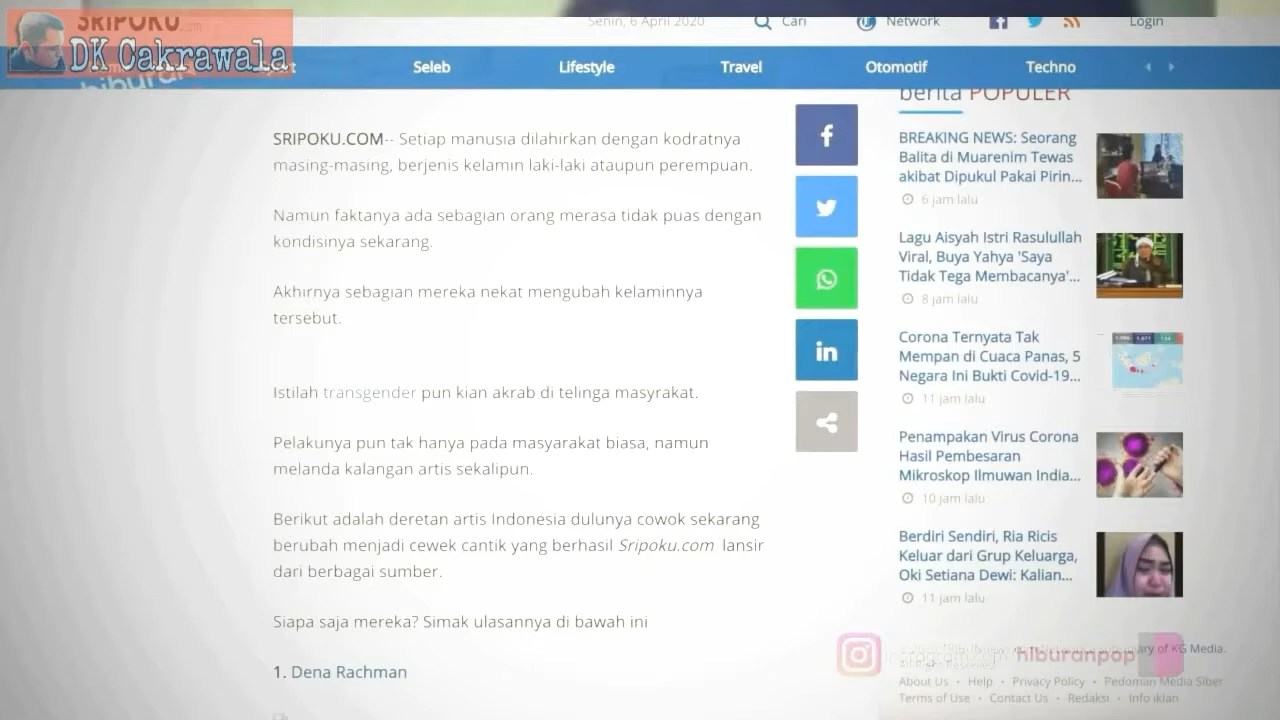 SRIPOKU.com
DK Cakrawala
Senin, 6 April 2020
Cari
Network
Login
Seleb
Lifestyle
Travel
Otomotif
Techno
SRIPOKU.COM-- Setiap manusia dilahirkan dengan kodratnya
masing-masing, berjenis kelamin laki-laki ataupun perempuan.
Namun faktanya ada sebagian orang merasa tidak puas dengan
kondisinya sekarang.
Akhirnya sebagian mereka nekat mengubah kelaminnya
tersebut.
Istilah transgender pun kian akrab di telinga masyrakat.
Pelakunya pun tak hanya pada masyarakat biasa, namun
melanda kalangan artis sekalipun.
Berikut adalah deretan artis Indonesia dulunya cowok sekarang
berubah menjadi cewek cantik yang berhasil Sripoku.com lansir
dari berbagai sumber.
Siapa saja mereka? Simak ulasannya di bawah ini
1. Dena Rachman
berita POPULER
BREAKING NEWS: Seorang
Balita di Muarenim Tewas
akibat Dipukul Pakai Pirin...
6 jam lalu
Lagu Aisyah Istri Rasulullah
Viral, Buya Yahya 'Saya
Tidak Tega Membacanya'...
8 jam lalu
Corona Ternyata Tak
Mempan di Cuaca Panas, 5
Negara Ini Bukti Covid-19...
11 jam lalu
Penampakan Virus Corona
Hasil Pembesaran
Mikroskop Ilmuwan India...
10 jam lalu
Berdiri Sendiri, Ria Ricis
Keluar dari Grup Keluarga,
Oki Setiana Dewi: Kalian...
11 jam lalu
hiburanpop
of KG Media.
About Us • Help • Privacy Policy • Pedoman Media Siber
Terms of Use • Contact Us • Redaksi • Info iklan